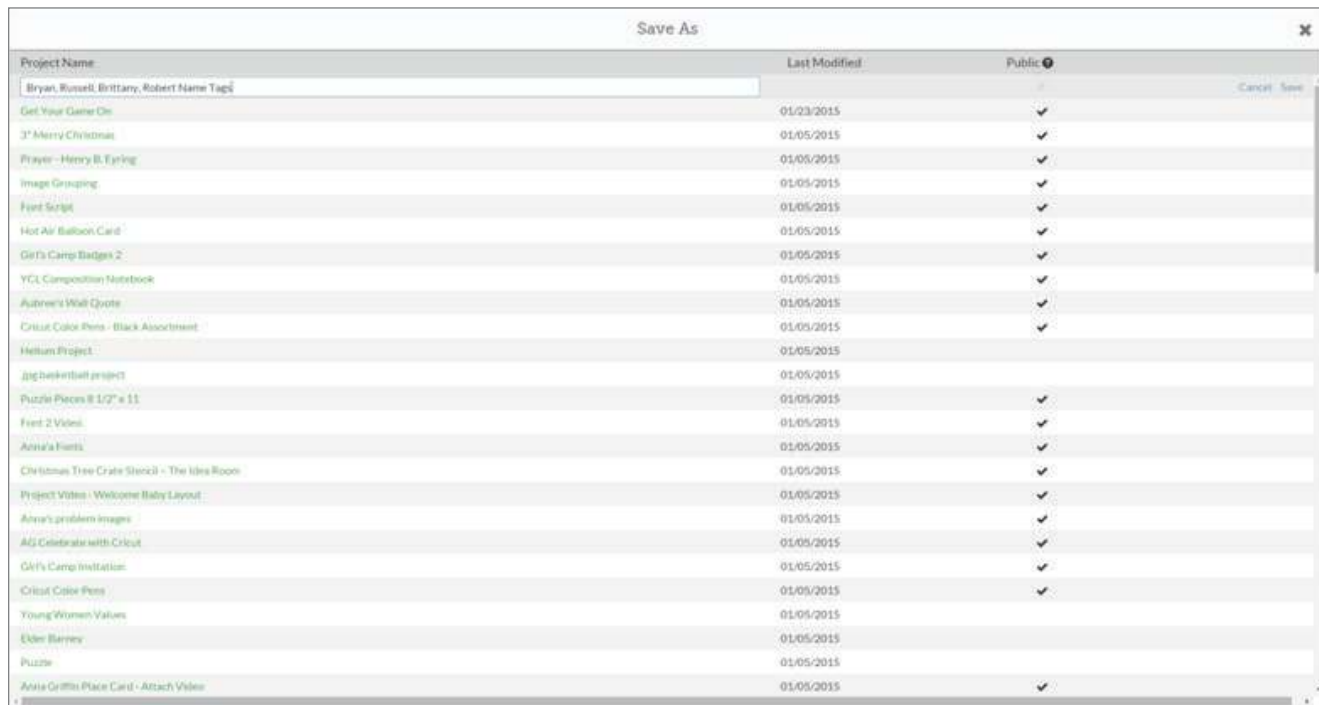 Save As
Project Name Last Modified Public
Bryan, Russell, Brittany, Robert Name Tags Cancel Save
Get Your Game On 01/23/2015
3" Merry Christmas 01/05/2015
Prayer - Henry B. Eyring 01/05/2015
Image Grouping 01/05/2015
Font Script 01/05/2015
Hot Air Balloon Card 01/05/2015
Girl's Camp Badges 2 01/05/2015
YCL Composition Notebook 01/05/2015
Aubree's Wall Quote 01/05/2015
Cricut Color Pens - Black Assortment 01/05/2015
Helium Project 01/05/2015
.jpg basketball project 01/05/2015
Puzzle Pieces 8 1/2" x 11 01/05/2015
Font 2 Video 01/05/2015
Anna'a Fonts 01/05/2015
Christmas Tree Crate Stencil - The Idea Room 01/05/2015
Project Video - Welcome Baby Layout 01/05/2015
Anna's problem images 01/05/2015
AG Celebrate with Cricut 01/05/2015
Girl's Camp Invitation 01/05/2015
Cricut Color Pens 01/05/2015
Young Women Values 01/05/2015
Elder Barney 01/05/2015
Puzzle 01/05/2015
Anna Griffin Place Card - Attach Video 01/05/2015